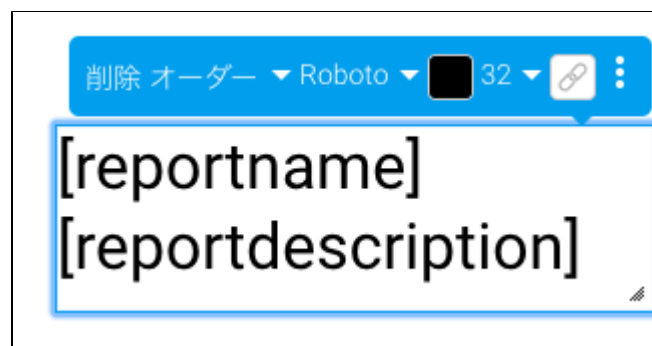 削除 オーダー Roboto 32
[reportname]
[reportdescription]